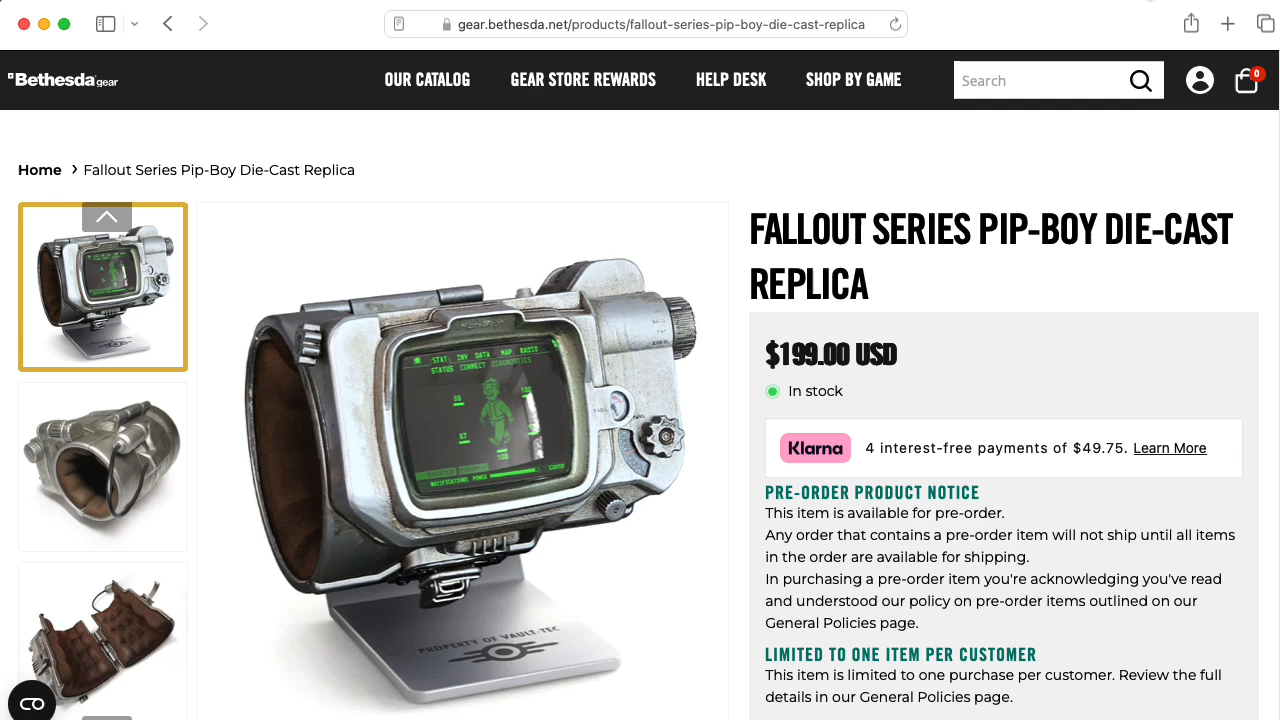 gear.bethesda.net/products/fallout-series-pip-boy-die-cast-replica
Bethesda gear
OUR CATALOG
GEAR STORE REWARDS
HELP DESK
SHOP BY GAME
Search
0
Home › Fallout Series Pip-Boy Die-Cast Replica
STAT INV DATA MAP RADIO
STATUS CONNECT DIAGNOSTICS
100
100
NOTIFICATIONS POWER
PROPERTY OF VAULT-TEC
FALLOUT SERIES PIP-BOY DIE-CAST
REPLICA
$199.00 USD
In stock
Klarna
4 interest-free payments of $49.75. Learn More
PRE-ORDER PRODUCT NOTICE
This item is available for pre-order.
Any order that contains a pre-order item will not ship until all items
in the order are available for shipping.
In purchasing a pre-order item you're acknowledging you've read
and understood our policy on pre-order items outlined on our
General Policies page.
LIMITED TO ONE ITEM PER CUSTOMER
This item is limited to one purchase per customer. Review the full
details in our General Policies page.